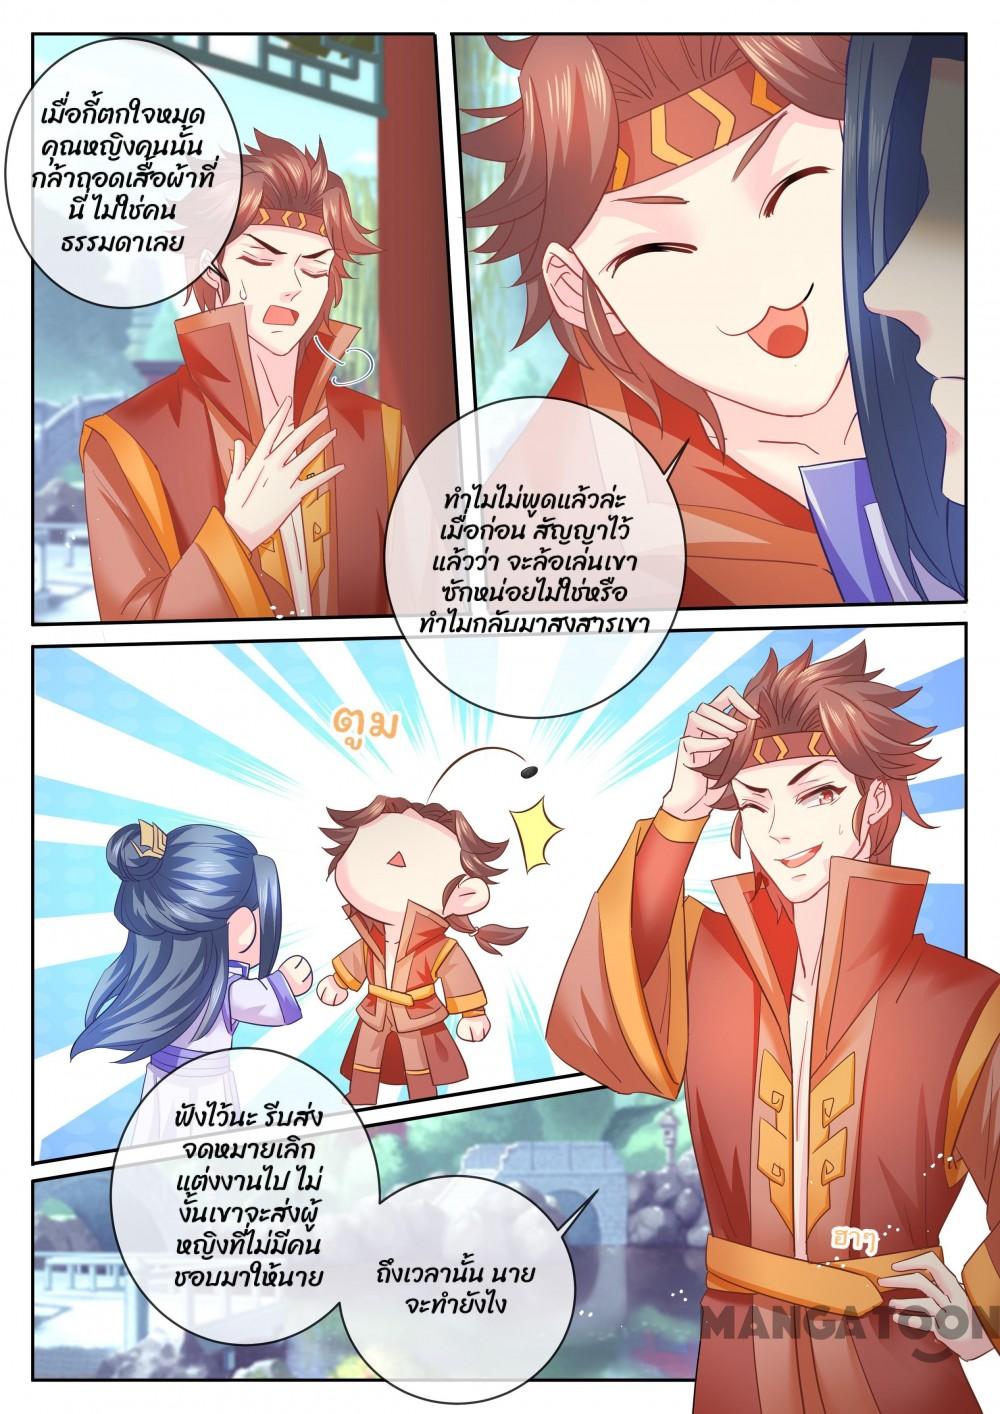 เมื่อกี้ตกใจหมด
คุณหญิงคนนั้น
กล้าถอดเสื้อผ้าที่
นี่ ไม่ใช่คน
ธรรมดาเลย
ทำไมไม่พูดแล้วล่ะ
เมื่อก่อน สัญญาไว้
แล้วว่า จะล้อเล่นเขา
ซักหน่อยไม่ใช่หรือ
ทำไมกลับมาสงสารเขา
ตูม
ฟังไว้นะ รีบส่ง
จดหมายเลิก
แต่งงานไป ไม่
งั้นเขาจะส่งผู้
หญิงที่ไม่มีคน
ชอบมาให้นาย
ถึงเวลานั้น นาย
จะทำยังไง
ฮาๆ
MANGATOON